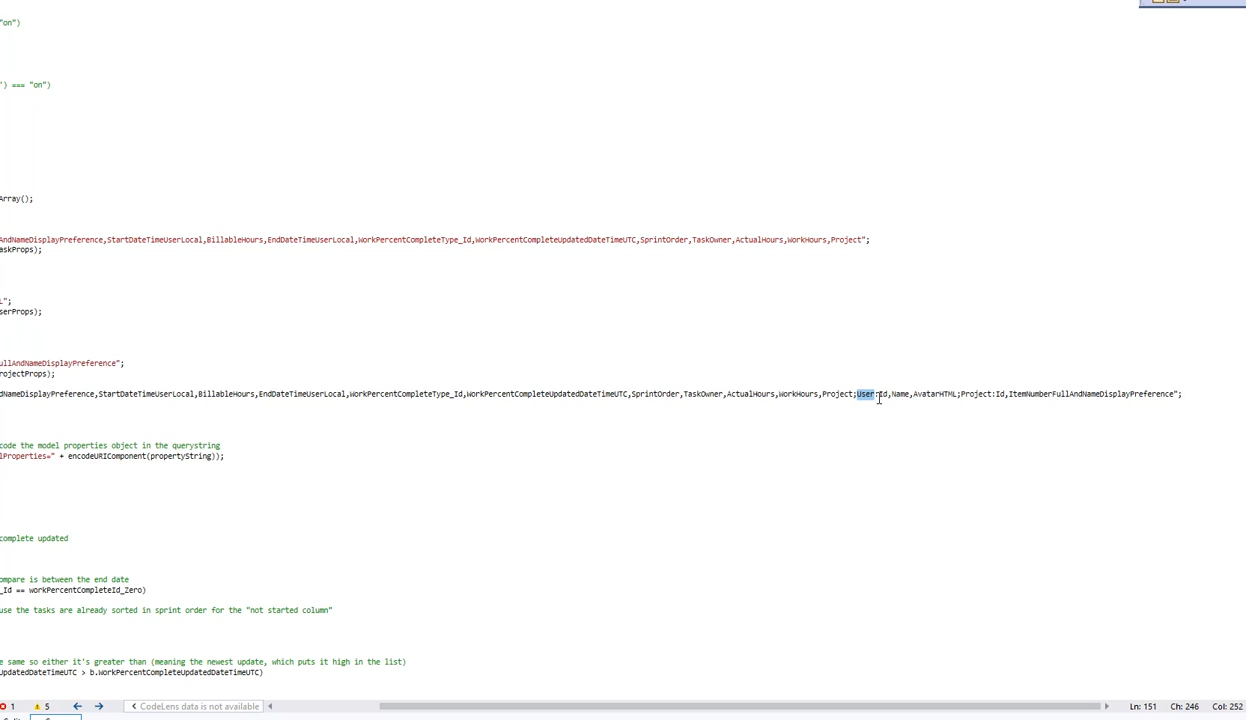 "on")
') === "on")
Array();
AndNameDisplayPreference,StartDateTimeUserLocal,BillableHours,EndDateTimeUserLocal,WorkPercentCompleteType_Id,WorkPercentCompleteUpdatedDateTimeUTC,SprintOrder,TaskOwner,ActualHours,WorkHours,Project";
askProps);
L";
serProps);
ullAndNameDisplayPreference";
rojectProps);
dNameDisplayPreference,StartDateTimeUserLocal,BillableHours,EndDateTimeUserLocal,WorkPercentCompleteType_Id,WorkPercentCompleteUpdatedDateTimeUTC,SprintOrder,TaskOwner,ActualHours,WorkHours,Project;User:Id,Name,AvatarHTML;Project:Id,ItemNumberFullAndNameDisplayPreference";
code the model properties object in the querystring
lProperties=" + encodeURIComponent(propertyString));
complete updated
ompare is between the end date
_Id == workPercentCompleteId_Zero)
use the tasks are already sorted in sprint order for the "not started column"
e same so either it's greater than (meaning the newest update, which puts it high in the list)
UpdatedDateTimeUTC > b.WorkPercentCompleteUpdatedDateTimeUTC)
1 5 CodeLens data is not available Ln: 151 Ch: 246 Col: 252